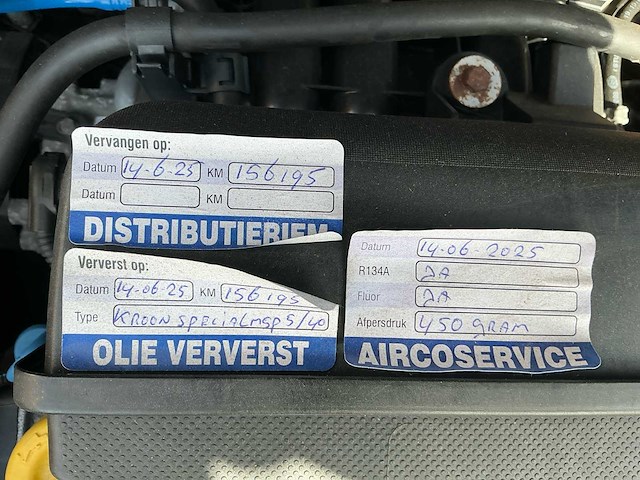 Vervangen op:
Datum 14-6-25 KM 156195
Datum KM
DISTRIBUTIERIEM
Ververst op:
Datum 14-06-25 KM 156195
Type KROON SPECIALMSP 5/40
OLIE VERVERST
Datum 14-06-2025
R134A JA
Fluor JA
Afpersdruk 450 GRAM
AIRCOSERVICE